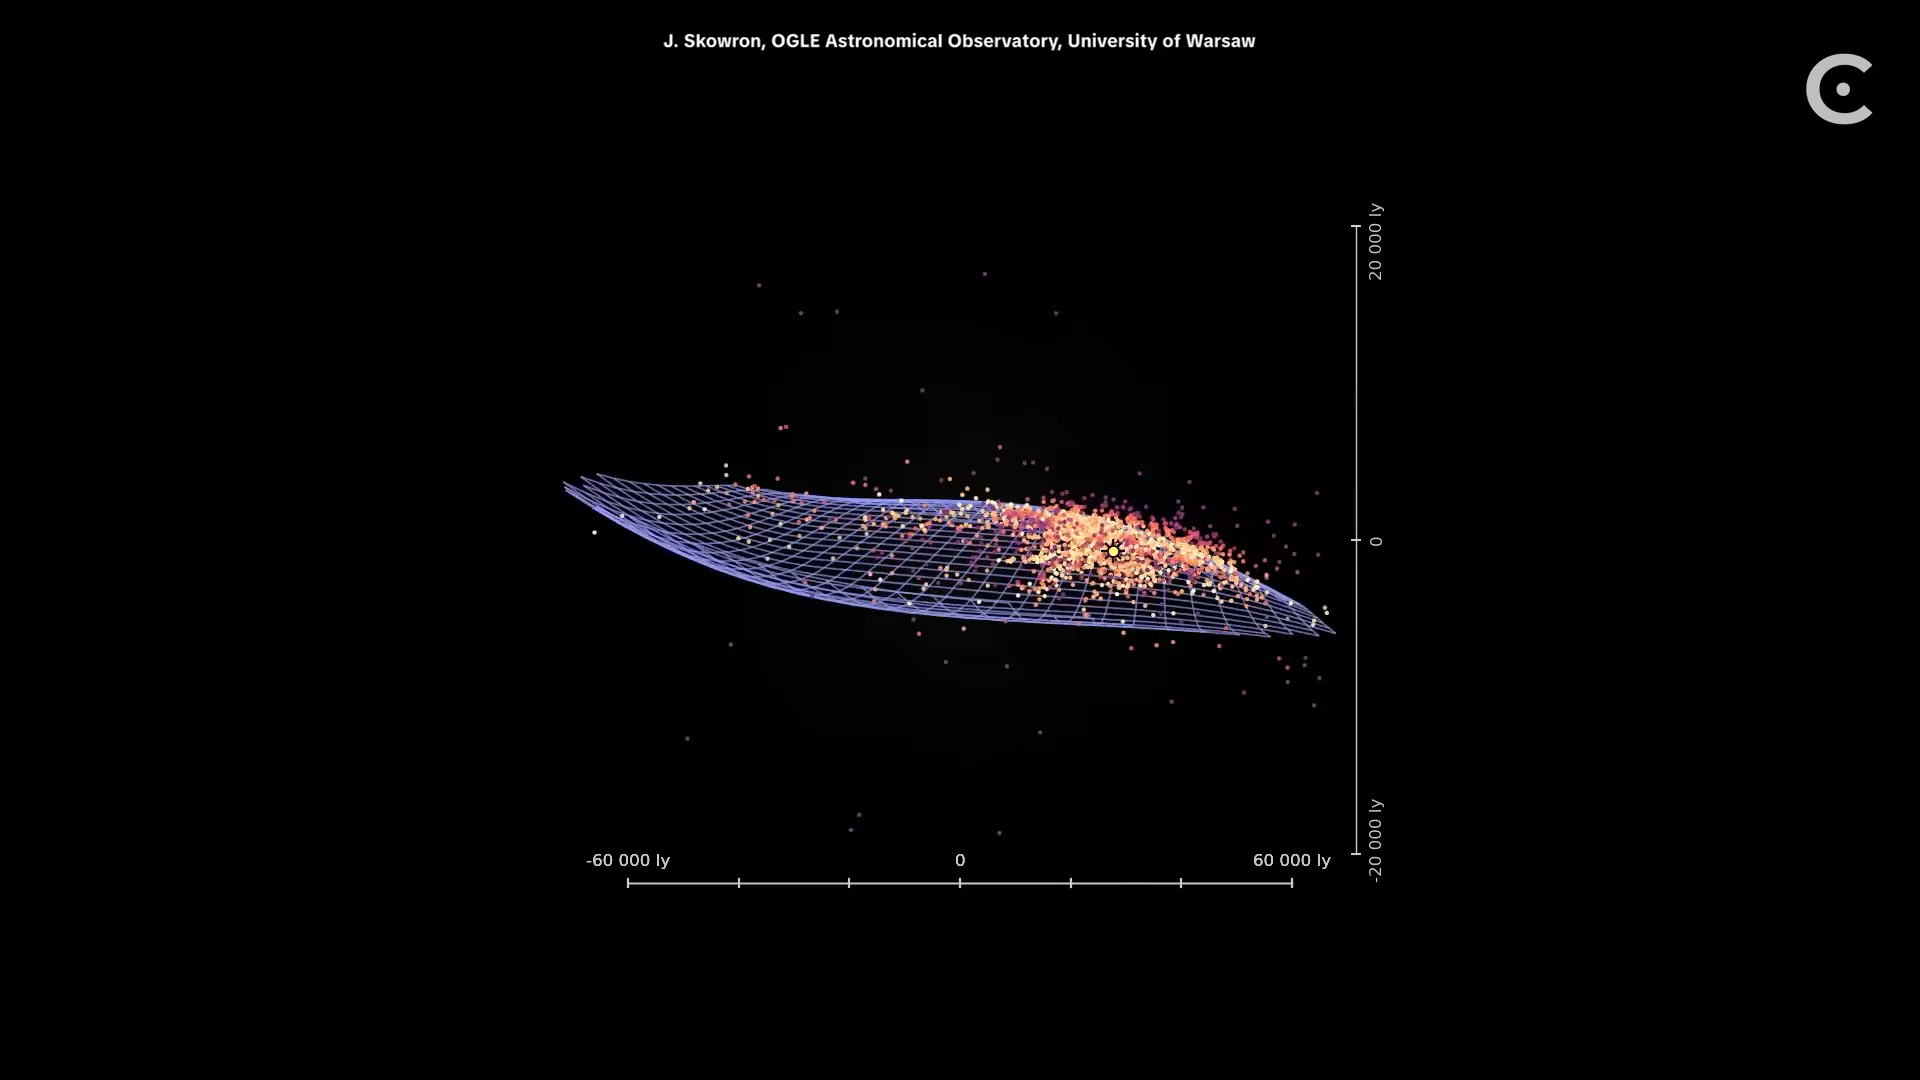 J. Skowron, OGLE Astronomical Observatory, University of Warsaw
20 000 ly
0
-20 000 ly
-60 000 ly
0
60 000 ly